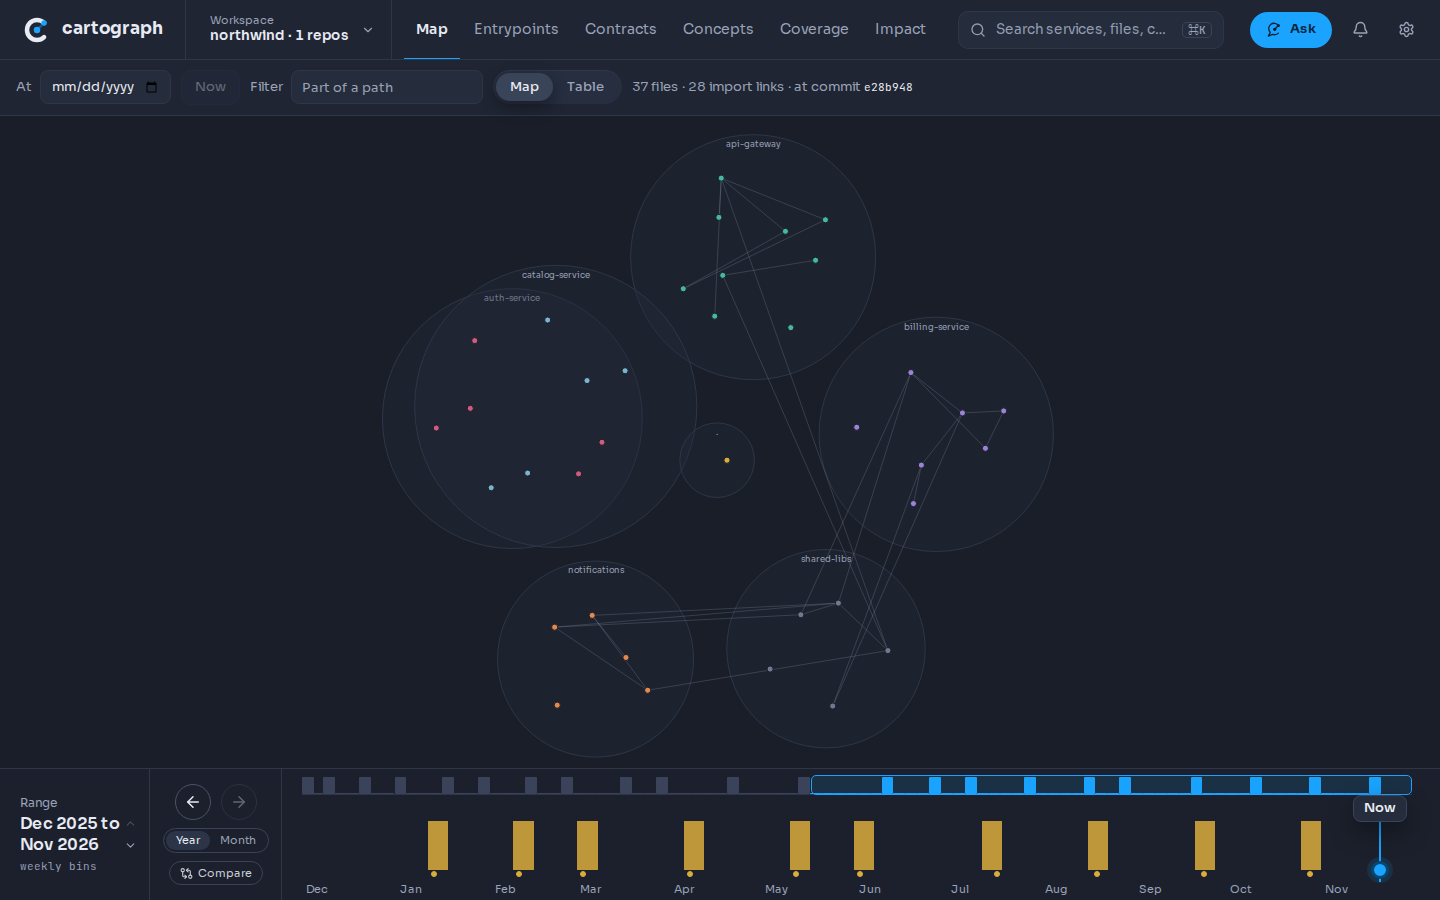 cartograph
Workspace
northwind · 1 repos
Map
Entrypoints
Contracts
Concepts
Coverage
Impact
Search services, files, c...
⌘K
Ask
At
mm/dd/yyyy
Now
Filter
Part of a path
Map
Table
37 files · 28 import links · at commit e28b948
api-gateway
catalog-service
auth-service
billing-service
shared-libs
notifications
Range
Dec 2025 to
Nov 2026
weekly bins
Year
Month
Compare
Now
Dec
Jan
Feb
Mar
Apr
May
Jun
Jul
Aug
Sep
Oct
Nov